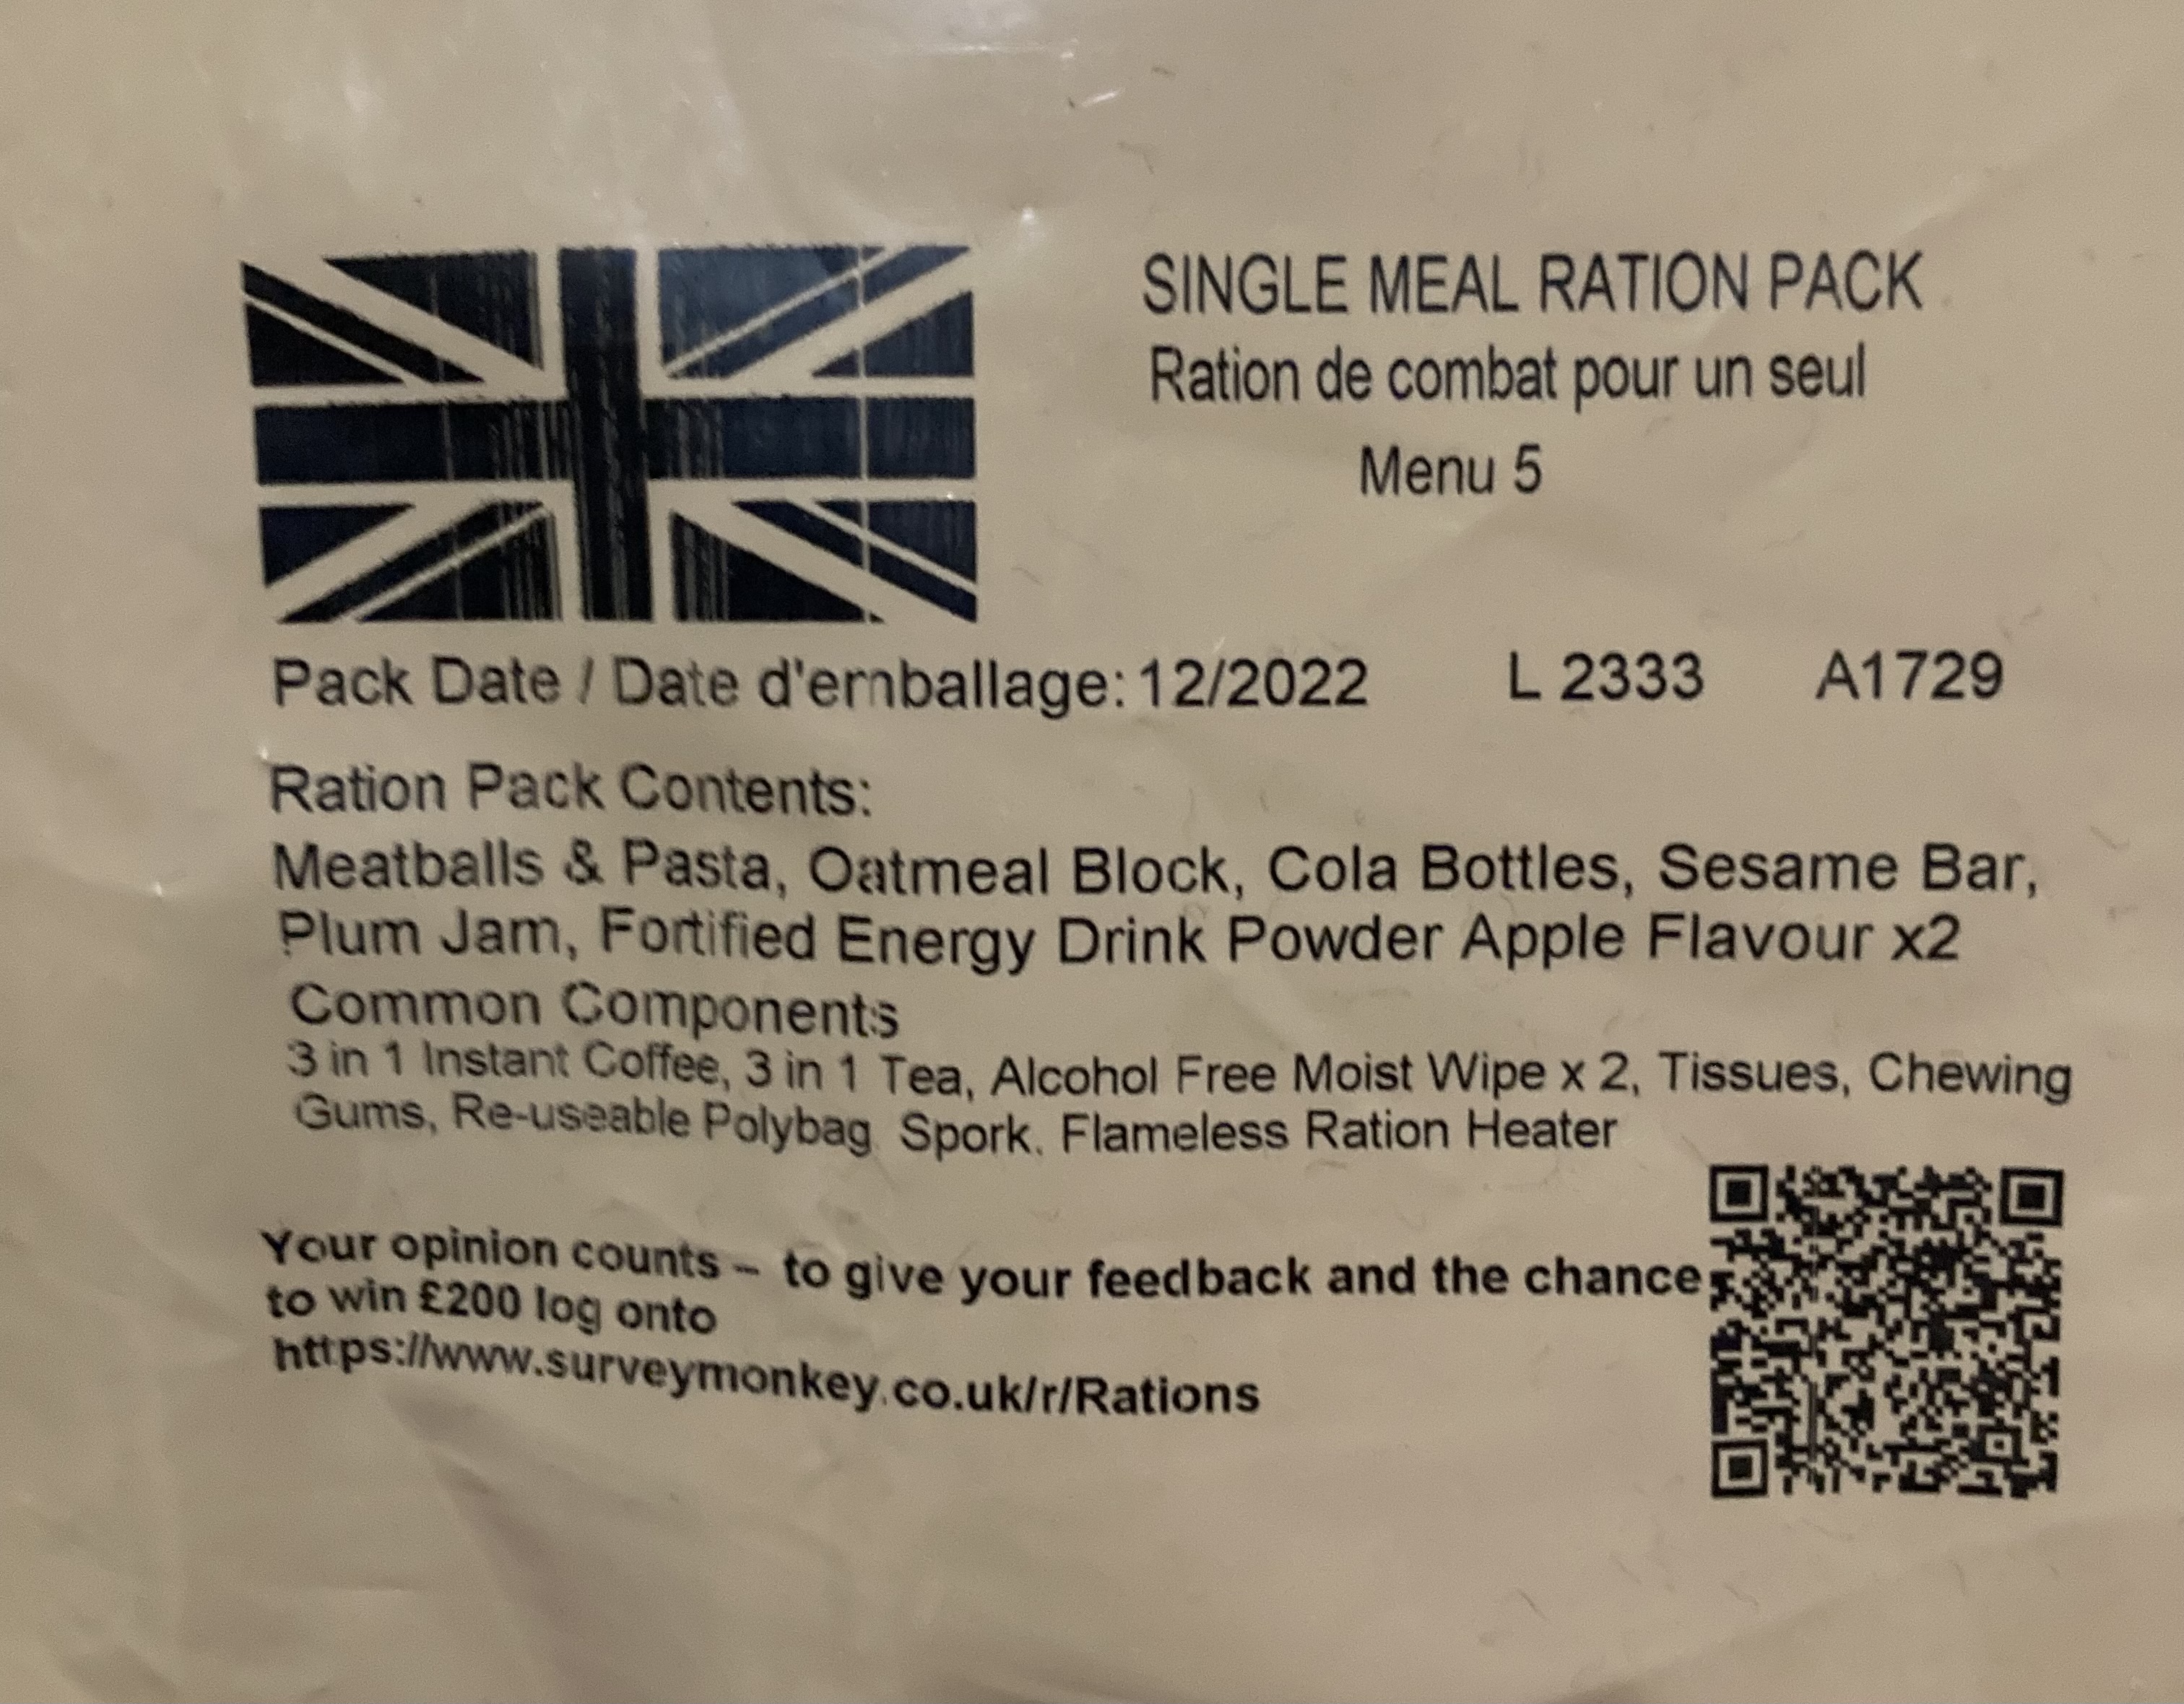 SINGLE MEAL RATION PACK
Ration de combat pour un seul
Menu 5
Pack Date / Date d'emballage: 12/2022 L 2333 A1729
Ration Pack Contents:
Meatballs & Pasta, Oatmeal Block, Cola Bottles, Sesame Bar,
Plum Jam, Fortified Energy Drink Powder Apple Flavour x2
Common Components
3 in 1 Instant Coffee, 3 in 1 Tea, Alcohol Free Moist Wipe x 2, Tissues, Chewing
Gums, Re-useable Polybag Spork. Flameless Ration Heater
Your opinion counts – to give your feedback and the chance
to win £200 log onto
https://www.surveymonkey.co.uk/r/Rations